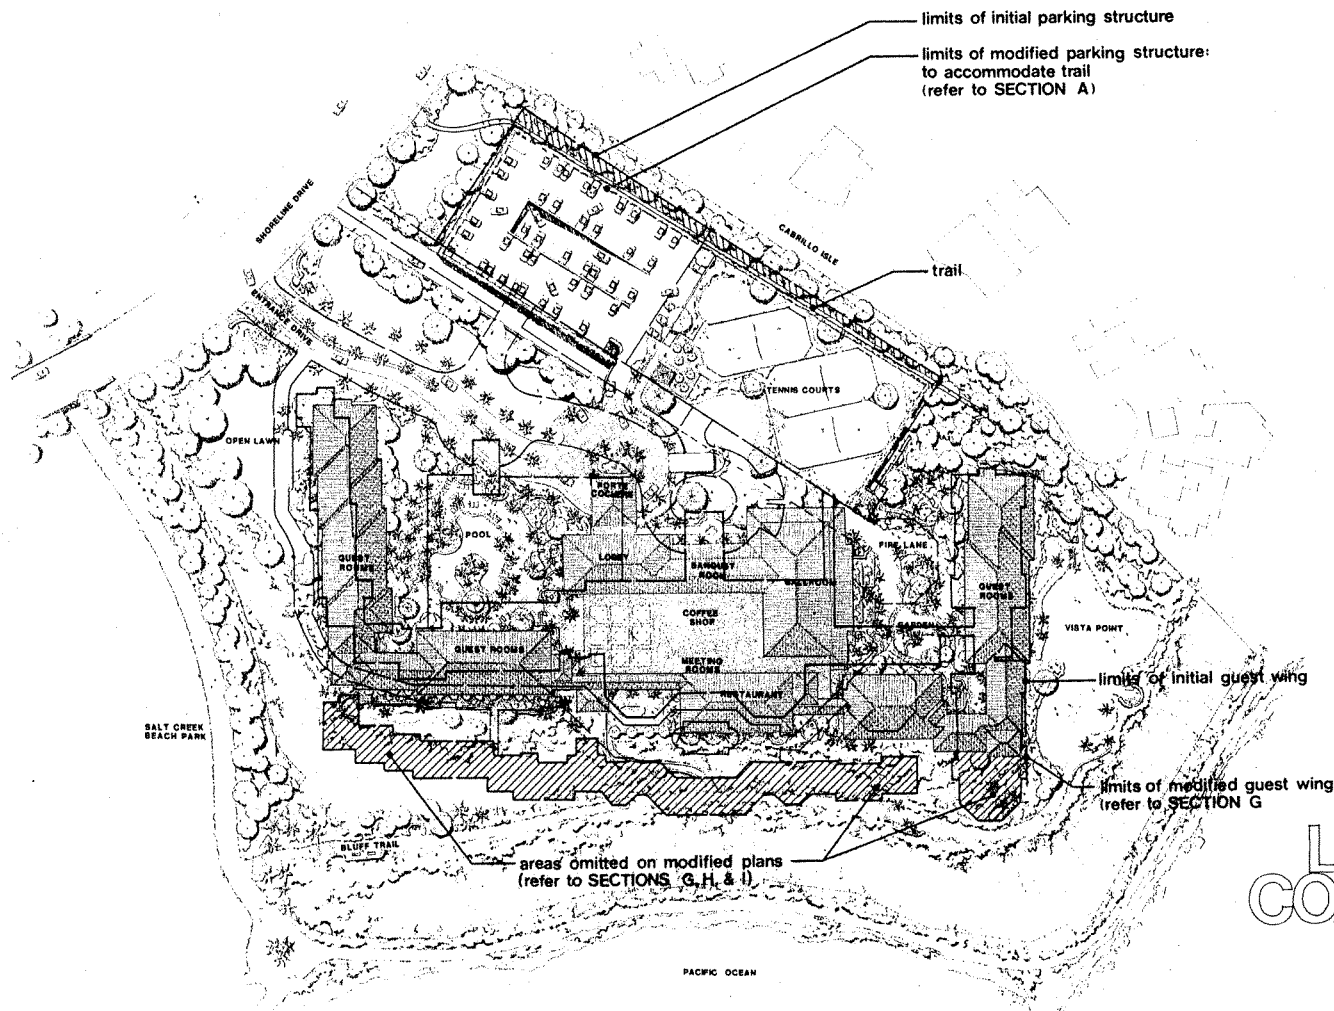 limits of initial parking structure
limits of modified parking structure:
to accommodate trail
(refer to SECTION A)
SHORELINE DRIVE
CABRILLO ISLE
trail
ENTRANCE DRIVE
TENNIS COURTS
OPEN LAWN
PORTE
COCHERE
POOL
LOBBY
FIRE LANE
GUEST
ROOMS
BANQUET
ROOM
BALLROOM
GUEST
ROOMS
COFFEE
SHOP
GARDEN
VISTA POINT
GUEST ROOMS
MEETING
ROOMS
RESTAURANT
limits of initial guest wing
SALT CREEK
BEACH PARK
limits of modified guest wing
(refer to SECTION G
BLUFF TRAIL
areas omitted on modified plans
(refer to SECTIONS G, H, & I)
L
CO
PACIFIC OCEAN